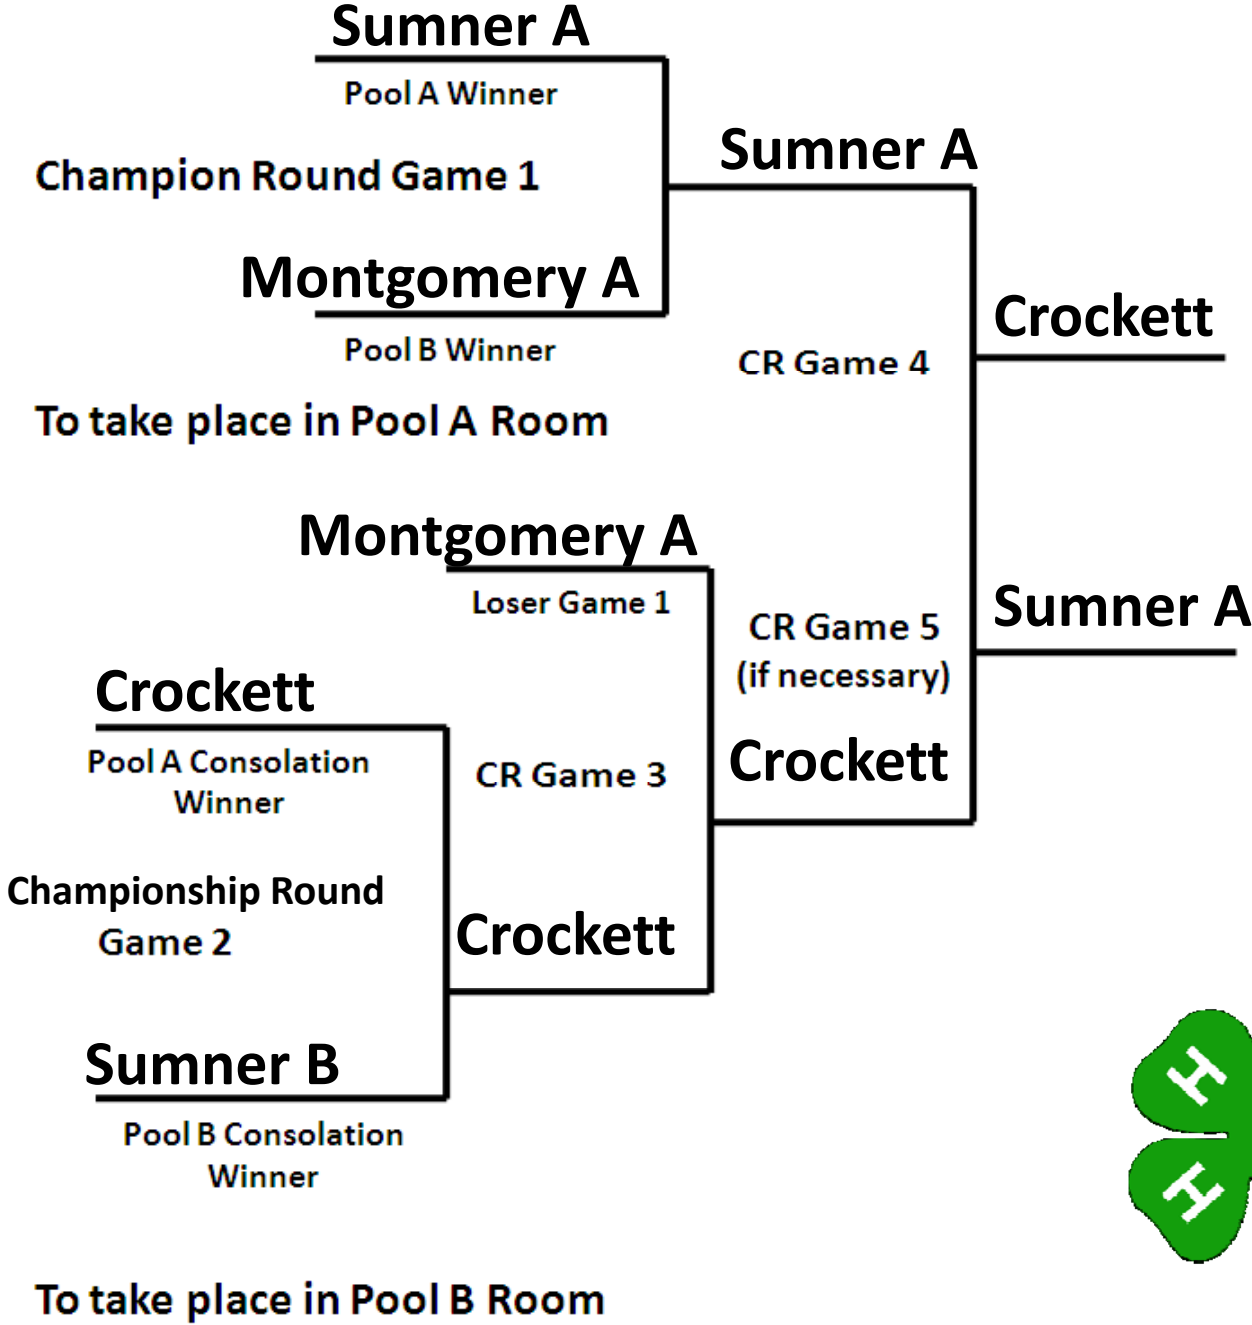 Sumner A
Pool A Winner
Champion Round Game 1
Sumner A
Montgomery A
Pool B Winner
Crockett
CR Game 4
To take place in Pool A Room
Montgomery A
Loser Game 1
CR Game 5
(if necessary)
Sumner A
Crockett
Pool A Consolation
Winner
CR Game 3
Crockett
Championship Round
Game 2
Crockett
Sumner B
Pool B Consolation
Winner
H
H
To take place in Pool B Room